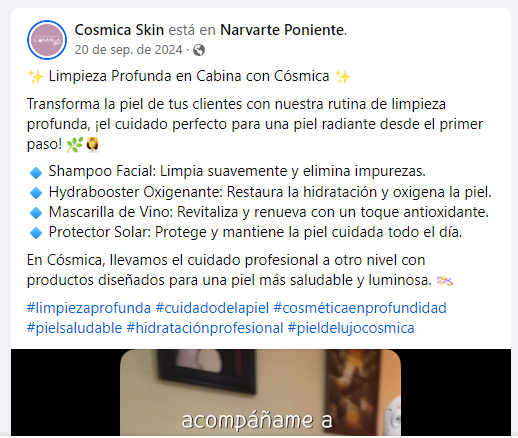 Cosmica Skin está en Narvarte Poniente.
20 de sep. de 2024 ·
✨ Limpieza Profunda en Cabina con Cósmica ✨
Transforma la piel de tus clientes con nuestra rutina de limpieza
profunda, ¡el cuidado perfecto para una piel radiante desde el primer
paso! 🌿💆‍♀️
🔹 Shampoo Facial: Limpia suavemente y elimina impurezas.
🔹 Hydrabooster Oxigenante: Restaura la hidratación y oxigena la piel.
🔹 Mascarilla de Vino: Revitaliza y renueva con un toque antioxidante.
🔹 Protector Solar: Protege y mantiene la piel cuidada todo el día.
En Cósmica, llevamos el cuidado profesional a otro nivel con
productos diseñados para una piel más saludable y luminosa.
#limpiezaprofunda #cuidadodelapiel #cosméticaenprofundidad
#pielsaludable #hidrataciónprofesional #pieldelujocosmica
acompáñame a